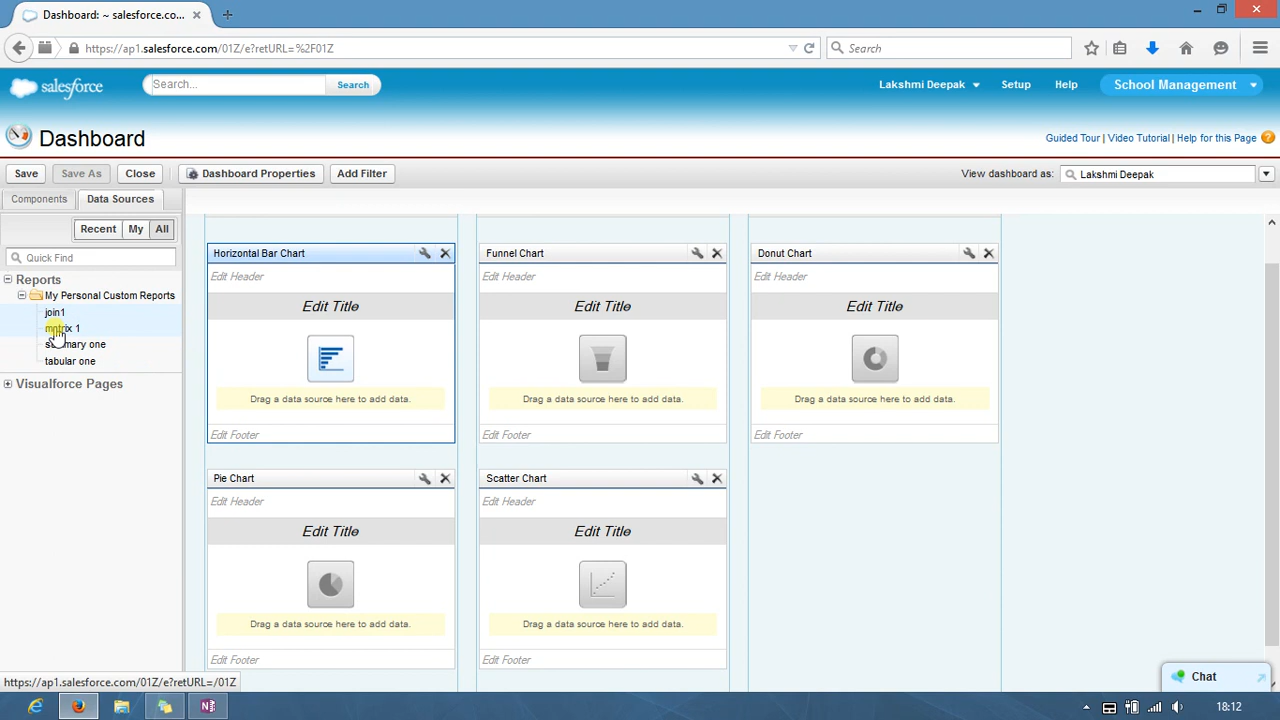 Dashboard: ~ salesforce.co...
https://ap1.salesforce.com/01Z/e?retURL=%2F01Z
Search
salesforce
Search...
Search
Lakshmi Deepak
Setup
Help
School Management
Dashboard
Guided Tour | Video Tutorial | Help for this Page
Save
Save As
Close
Dashboard Properties
Add Filter
View dashboard as:
Lakshmi Deepak
Components
Data Sources
Recent
My
All
Quick Find
Reports
My Personal Custom Reports
join1
matrix 1
summary one
tabular one
Visualforce Pages
Horizontal Bar Chart
Edit Header
Edit Title
Drag a data source here to add data.
Edit Footer
Funnel Chart
Edit Header
Edit Title
Drag a data source here to add data.
Edit Footer
Donut Chart
Edit Header
Edit Title
Drag a data source here to add data.
Edit Footer
Pie Chart
Edit Header
Edit Title
Drag a data source here to add data.
Edit Footer
Scatter Chart
Edit Header
Edit Title
Drag a data source here to add data.
Edit Footer
https://ap1.salesforce.com/01Z/e?retURL=/01Z
Chat
18:12